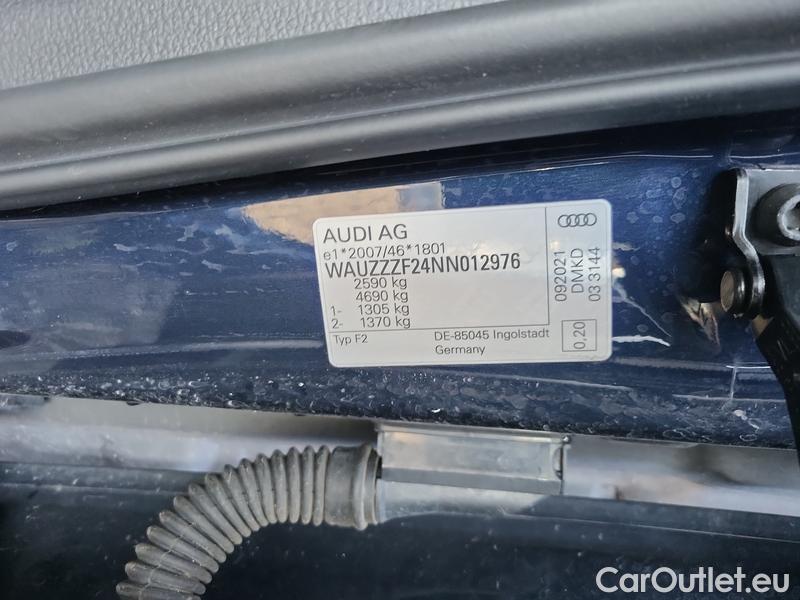 AUDI AG
e1*2007/46*1801
WAUZZZF24NN012976
2590 kg
4690 kg
1- 1305 kg
2- 1370 kg
Typ F2
DE-85045 Ingolstadt
Germany
092021
DMKD
03 3144
0,20
CarOutlet.eu